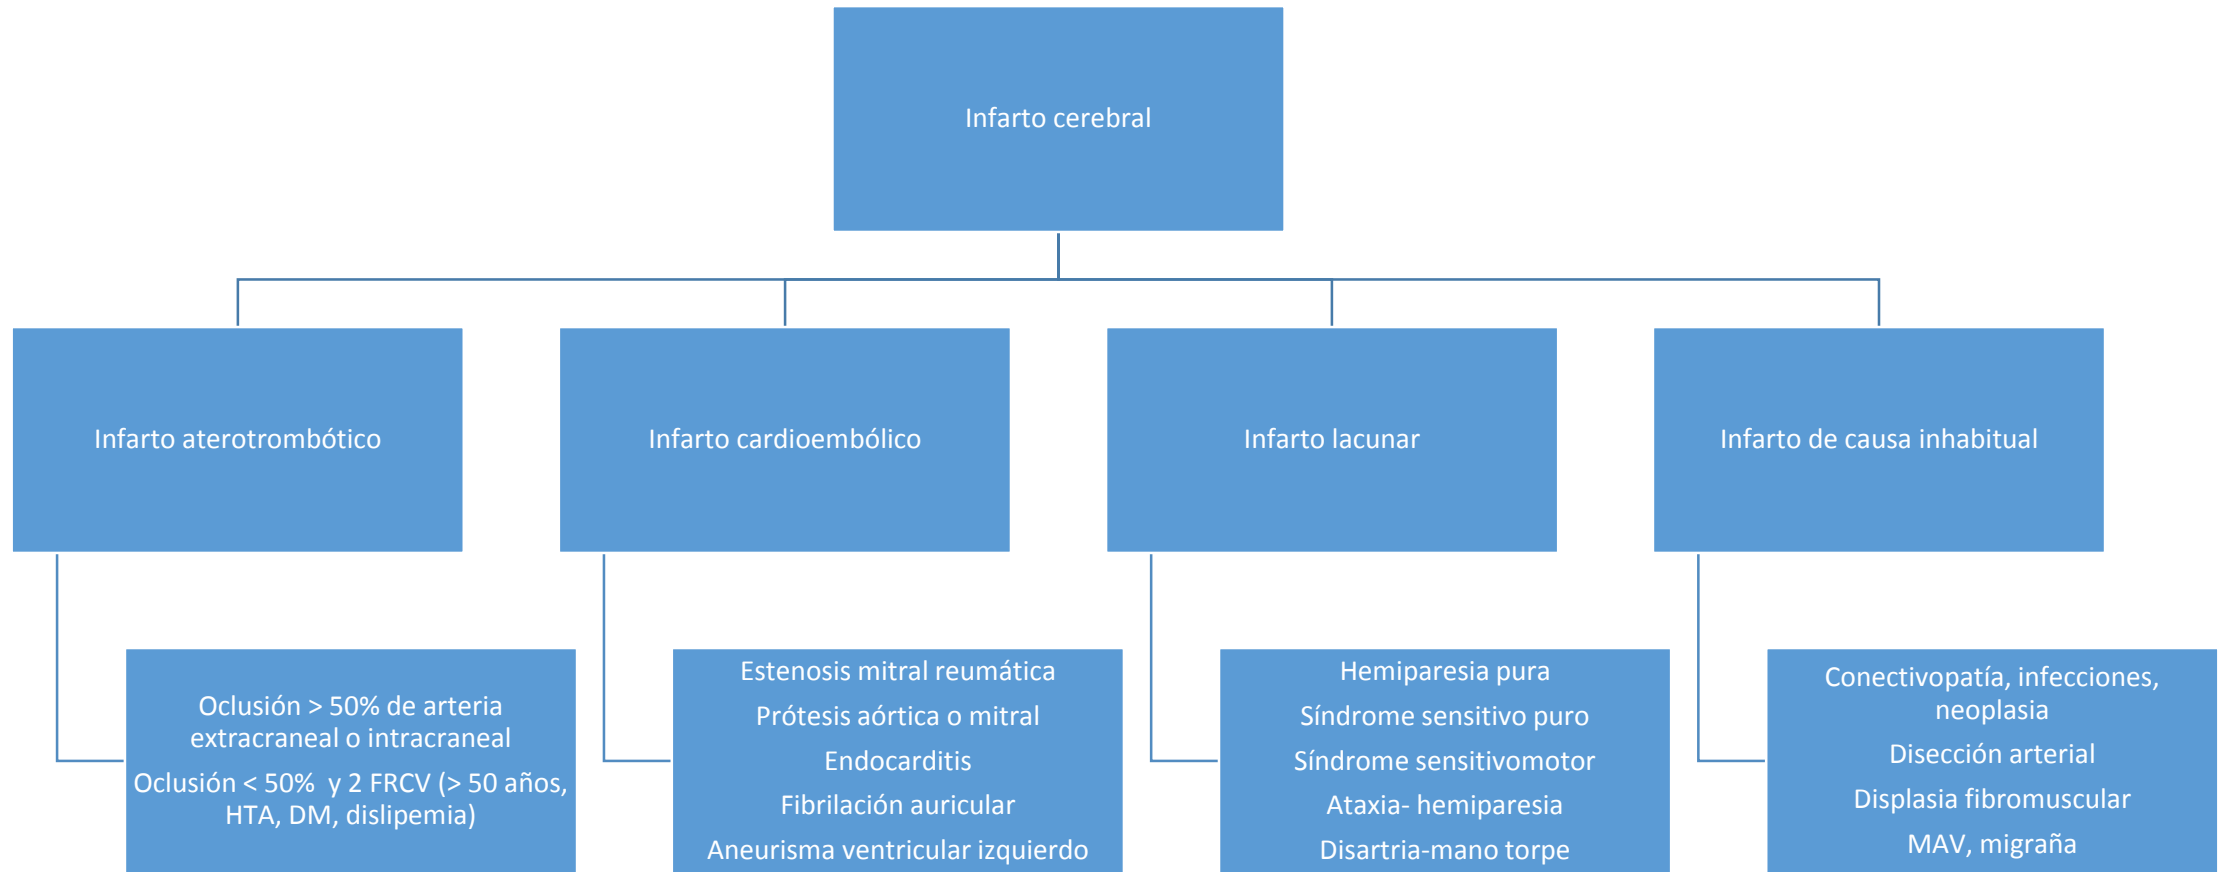 Infarto cerebral
Infarto aterotrombótico
Infarto cardioembólico
Infarto lacunar
Infarto de causa inhabitual
Oclusión > 50% de arteria
extracraneal o intracraneal
Oclusión < 50%  y 2 FRCV (> 50 años,
HTA, DM, dislipemia)
Estenosis mitral reumática
Prótesis aórtica o mitral
Endocarditis
Fibrilación auricular
Aneurisma ventricular izquierdo
Hemiparesia pura
Síndrome sensitivo puro
Síndrome sensitivomotor
Ataxia- hemiparesia
Disartria-mano torpe
Conectivopatía, infecciones,
neoplasia
Disección arterial
Displasia fibromuscular
MAV, migraña